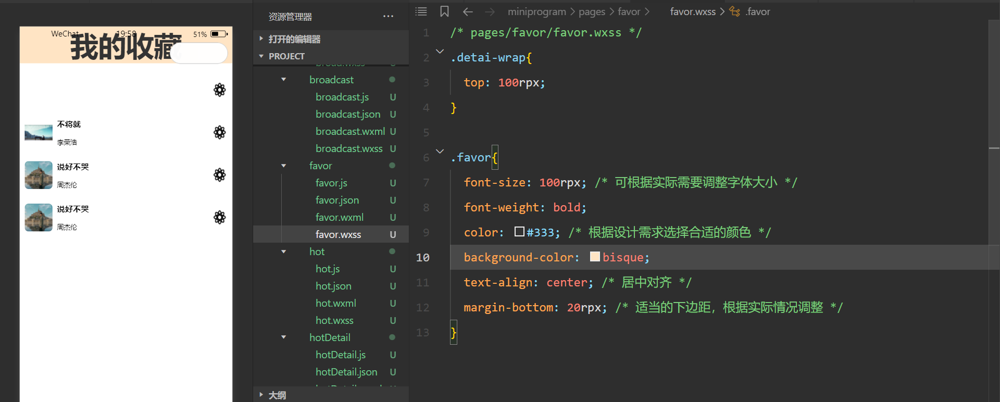 WeChat 19:58 51%
我的收藏
不将就
李荣浩
说好不哭
周杰伦
说好不哭
周杰伦
资源管理器 ···
打开的编辑器
PROJECT
broadcast
broadcast.js U
broadcast.json U
broadcast.wxml U
broadcast.wxss U
favor
favor.js U
favor.json U
favor.wxml U
favor.wxss U
hot
hot.js U
hot.json U
hot.wxml U
hot.wxss U
hotDetail
hotDetail.js U
hotDetail.json U
大纲
miniprogram > pages > favor > favor.wxss > .favor
1 /* pages/favor/favor.wxss */
2 .detai-wrap{
3 top: 100rpx;
4 }
5
6 .favor{
7 font-size: 100rpx; /* 可根据实际需要调整字体大小 */
8 font-weight: bold;
9 color: #333; /* 根据设计需求选择合适的颜色 */
10 background-color: bisque;
11 text-align: center; /* 居中对齐 */
12 margin-bottom: 20rpx; /* 适当的下边距，根据实际情况调整 */
13 }